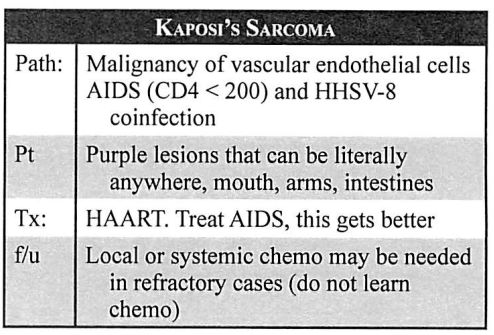 KAPOSI'S SARCOMA
Path: Malignancy of vascular endothelial cells
AIDS (CD4 < 200) and HHSV-8
coinfection
Pt Purple lesions that can be literally
anywhere, mouth, arms, intestines
Tx: HAART. Treat AIDS, this gets better
f/u Local or systemic chemo may be needed
in refractory cases (do not learn
chemo)